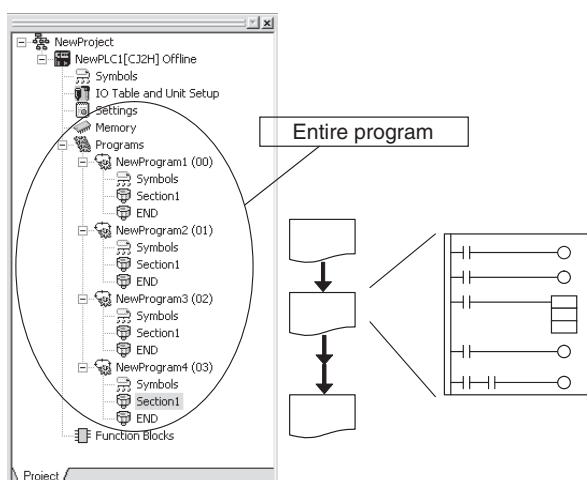 NewProject
NewPLC1[CJ2H] Offline
Symbols
IO Table and Unit Setup
Settings
Memory
Programs
NewProgram1 (00)
Symbols
Section1
END
NewProgram2 (01)
Symbols
Section1
END
NewProgram3 (02)
Symbols
Section1
END
NewProgram4 (03)
Symbols
Section1
END
Function Blocks
Project
Entire program